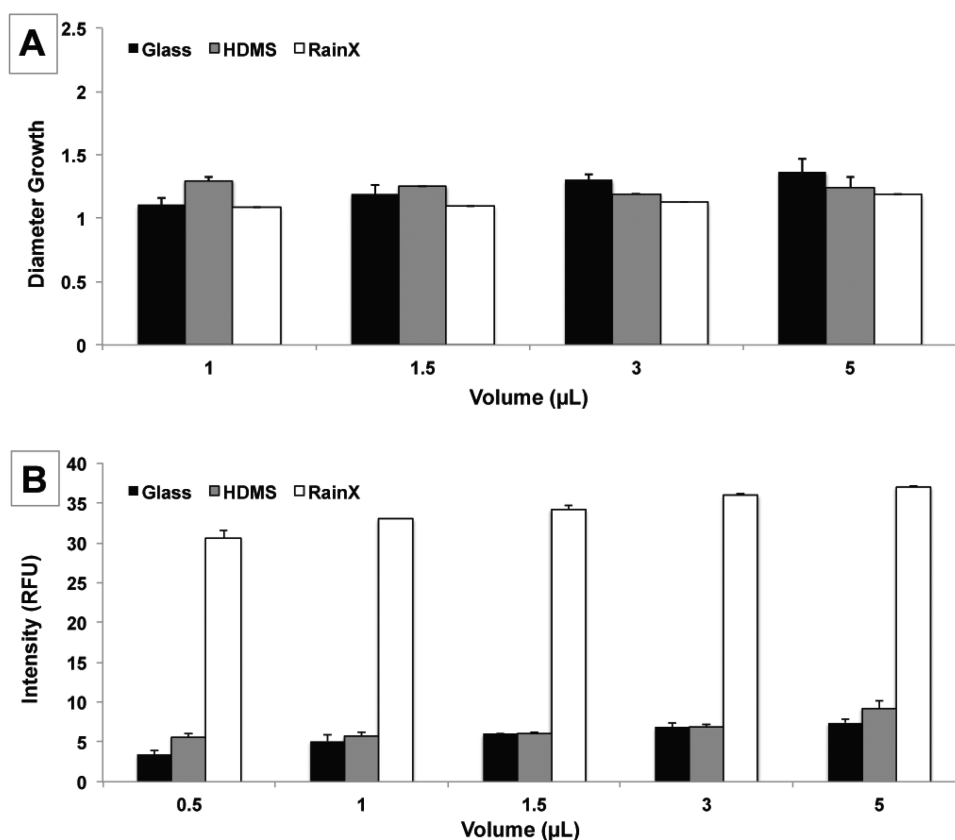 A
2.5
Glass HDMS RainX
2
1.5
1
0.5
0
Diameter Growth
1 1.5 3 5
Volume (µL)
B
40
Glass HDMS RainX
35
30
25
20
15
10
5
0
Intensity (RFU)
0.5 1 1.5 3 5
Volume (µL)